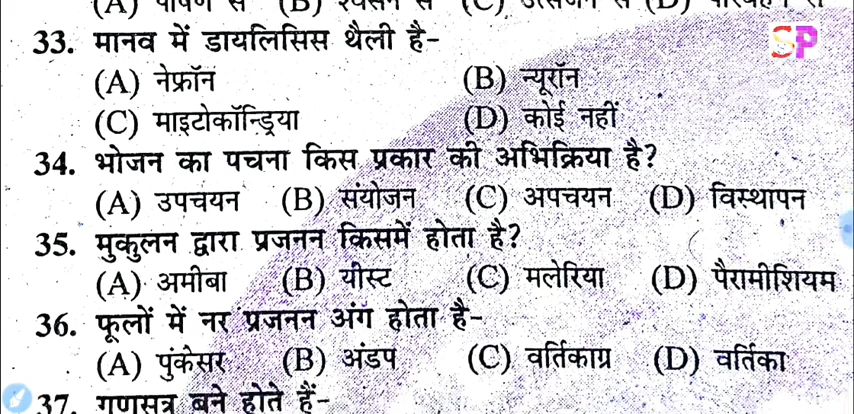 33. मानव में डायलिसिस थैली है-
SP
(A) नेफ्रॉन (B) न्यूरॉन
(C) माइटोकॉन्ड्रिया (D) कोई नहीं
34. भोजन का पचना किस प्रकार की अभिक्रिया है?
(A) उपचयन (B) संयोजन (C) अपचयन (D) विस्थापन
35. मुकुलन द्वारा प्रजनन किसमें होता है?
(A) अमीबा (B) यीस्ट (C) मलेरिया (D) पैरामीशियम
36. फूलों में नर प्रजनन अंग होता है-
(A) पुंकेसर (B) अंडप (C) वर्तिकाग्र (D) वर्तिका
37. गुणसूत्र बने होते हैं-